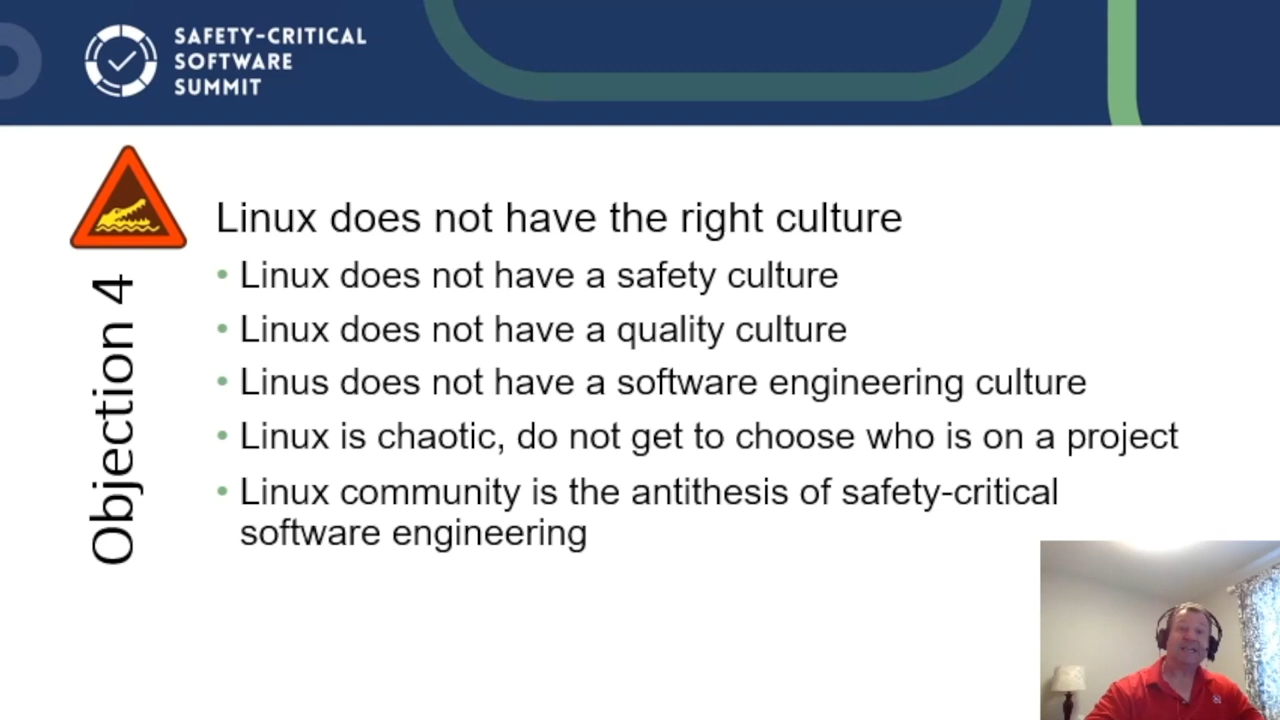 SAFETY-CRITICAL
SOFTWARE
SUMMIT
Objection 4
Linux does not have the right culture
• Linux does not have a safety culture
• Linux does not have a quality culture
• Linus does not have a software engineering culture
• Linux is chaotic, do not get to choose who is on a project
• Linux community is the antithesis of safety-critical
software engineering